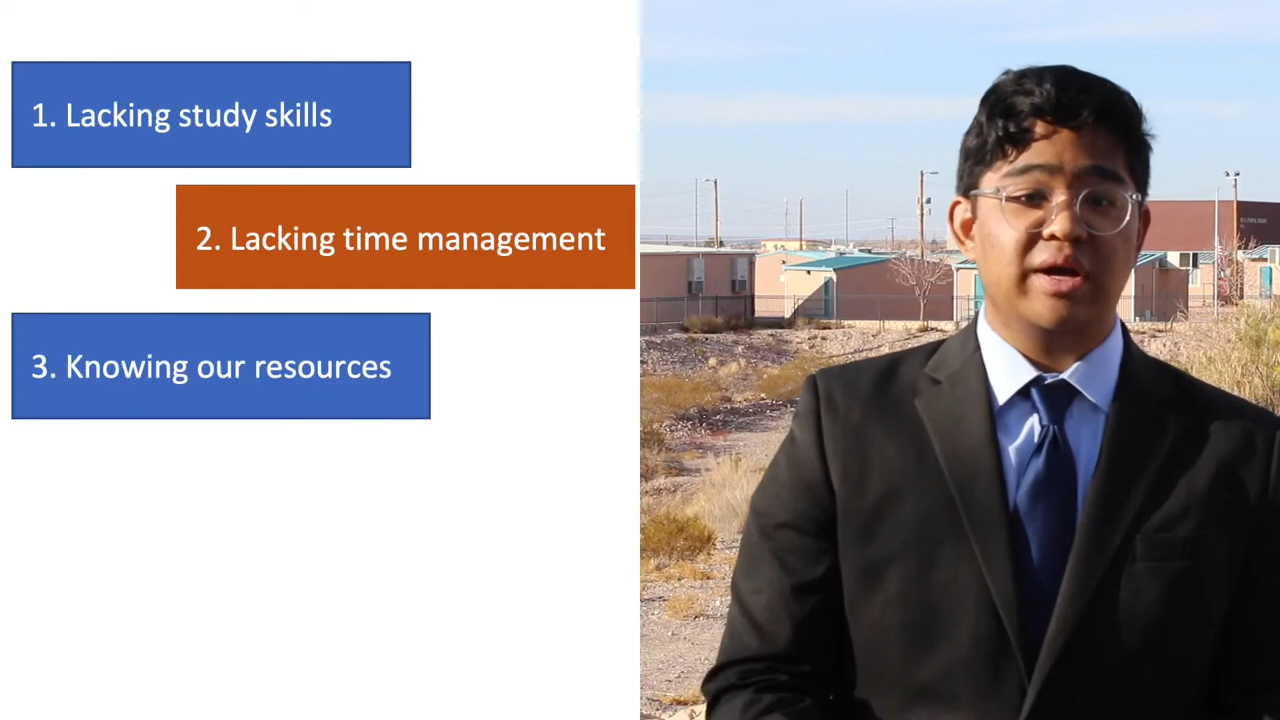 1. Lacking study skills
2. Lacking time management
3. Knowing our resources